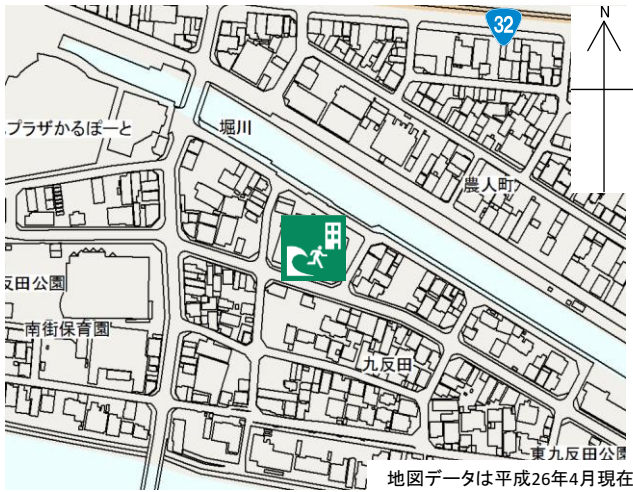 32
N
プラザかるぽーと
堀川
農人町
反田公園
南街保育園
九反田
東九反田公園
地図データは平成26年4月現在